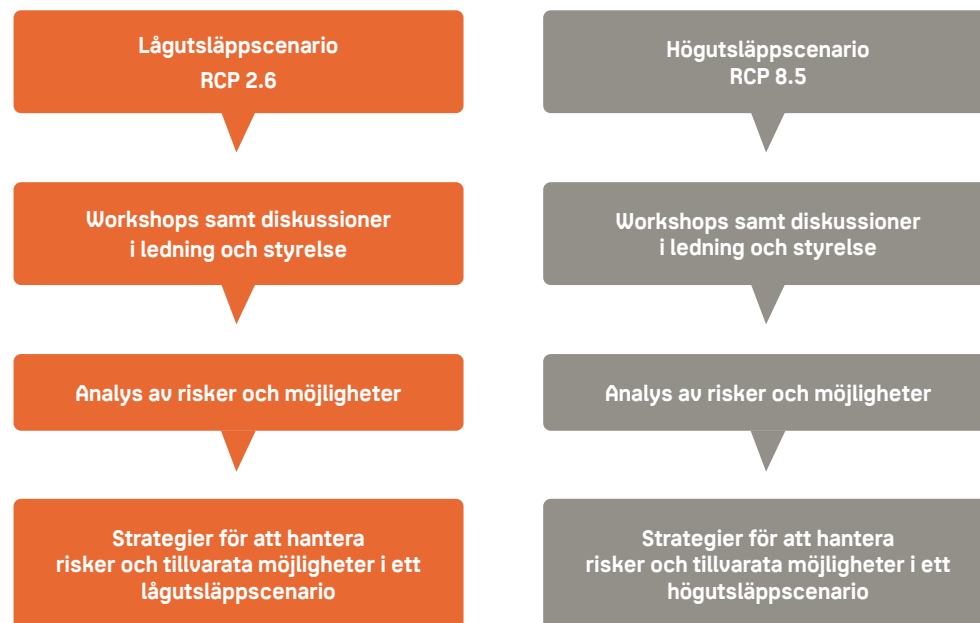 Lågutsläppscenario
RCP 2.6
Workshops samt diskussioner
i ledning och styrelse
Analys av risker och möjligheter
Strategier för att hantera
risker och tillvarata möjligheter i ett
lågutsläppscenario
Högutsläppscenario
RCP 8.5
Workshops samt diskussioner
i ledning och styrelse
Analys av risker och möjligheter
Strategier för att hantera
risker och tillvarata möjligheter i ett
högutsläppscenario